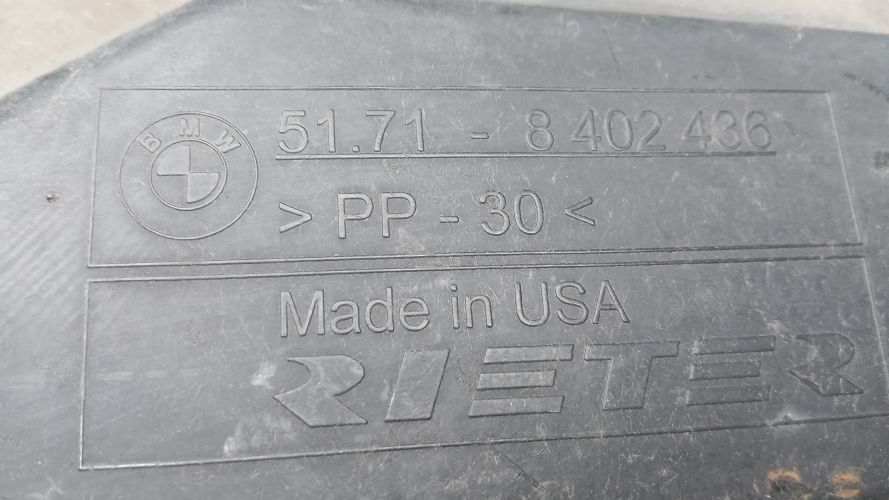 BMW
51.71 - 8 402 436
> PP - 30 <
Made in USA
RIETER